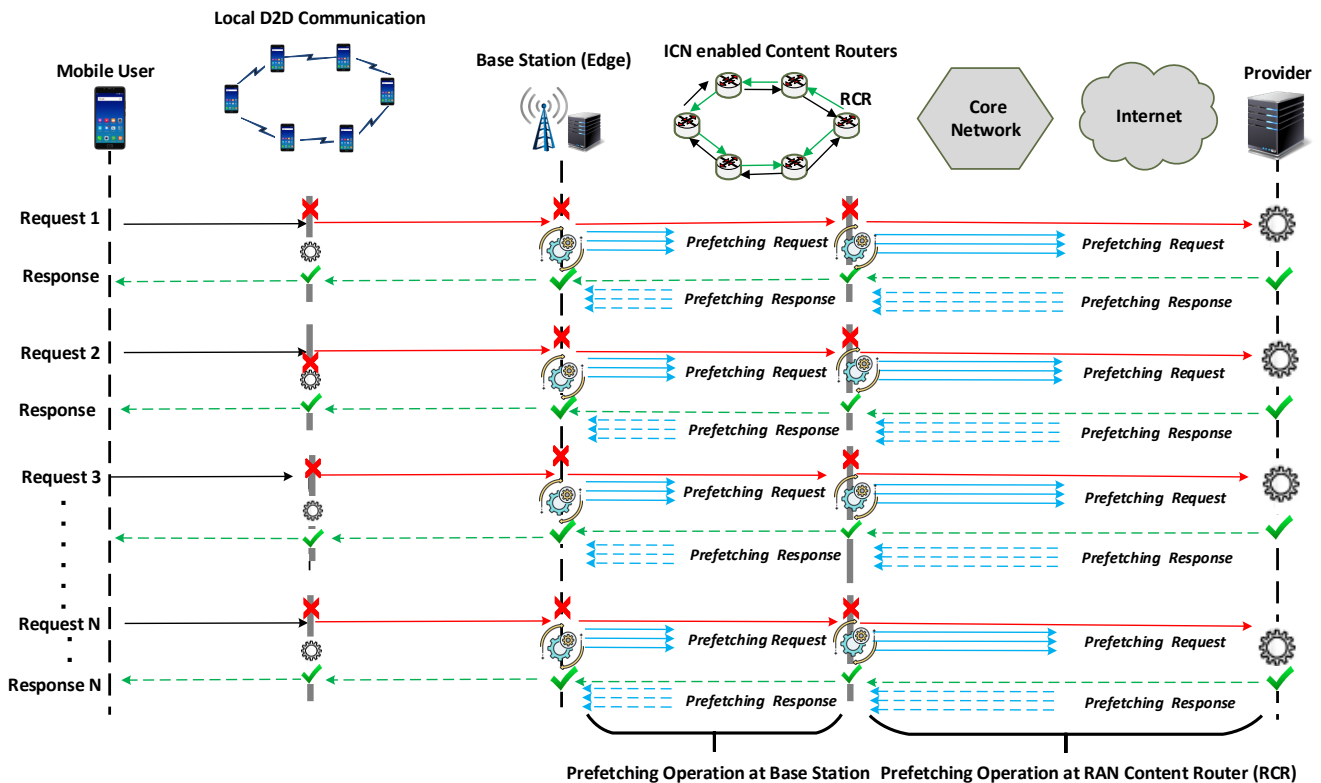 Local D2D Communication
Mobile User
Base Station (Edge)
ICN enabled Content Routers
RCR
Core
Network
Internet
Provider
Request 1
Prefetching Request
Prefetching Request
Response
Prefetching Response
Prefetching Response
Request 2
Prefetching Request
Prefetching Request
Response
Prefetching Response
Prefetching Response
Request 3
Prefetching Request
Prefetching Request
Prefetching Response
Prefetching Response
Request N
Prefetching Request
Prefetching Request
Response N
Prefetching Response
Prefetching Response
Prefetching Operation at Base Station
Prefetching Operation at RAN Content Router (RCR)